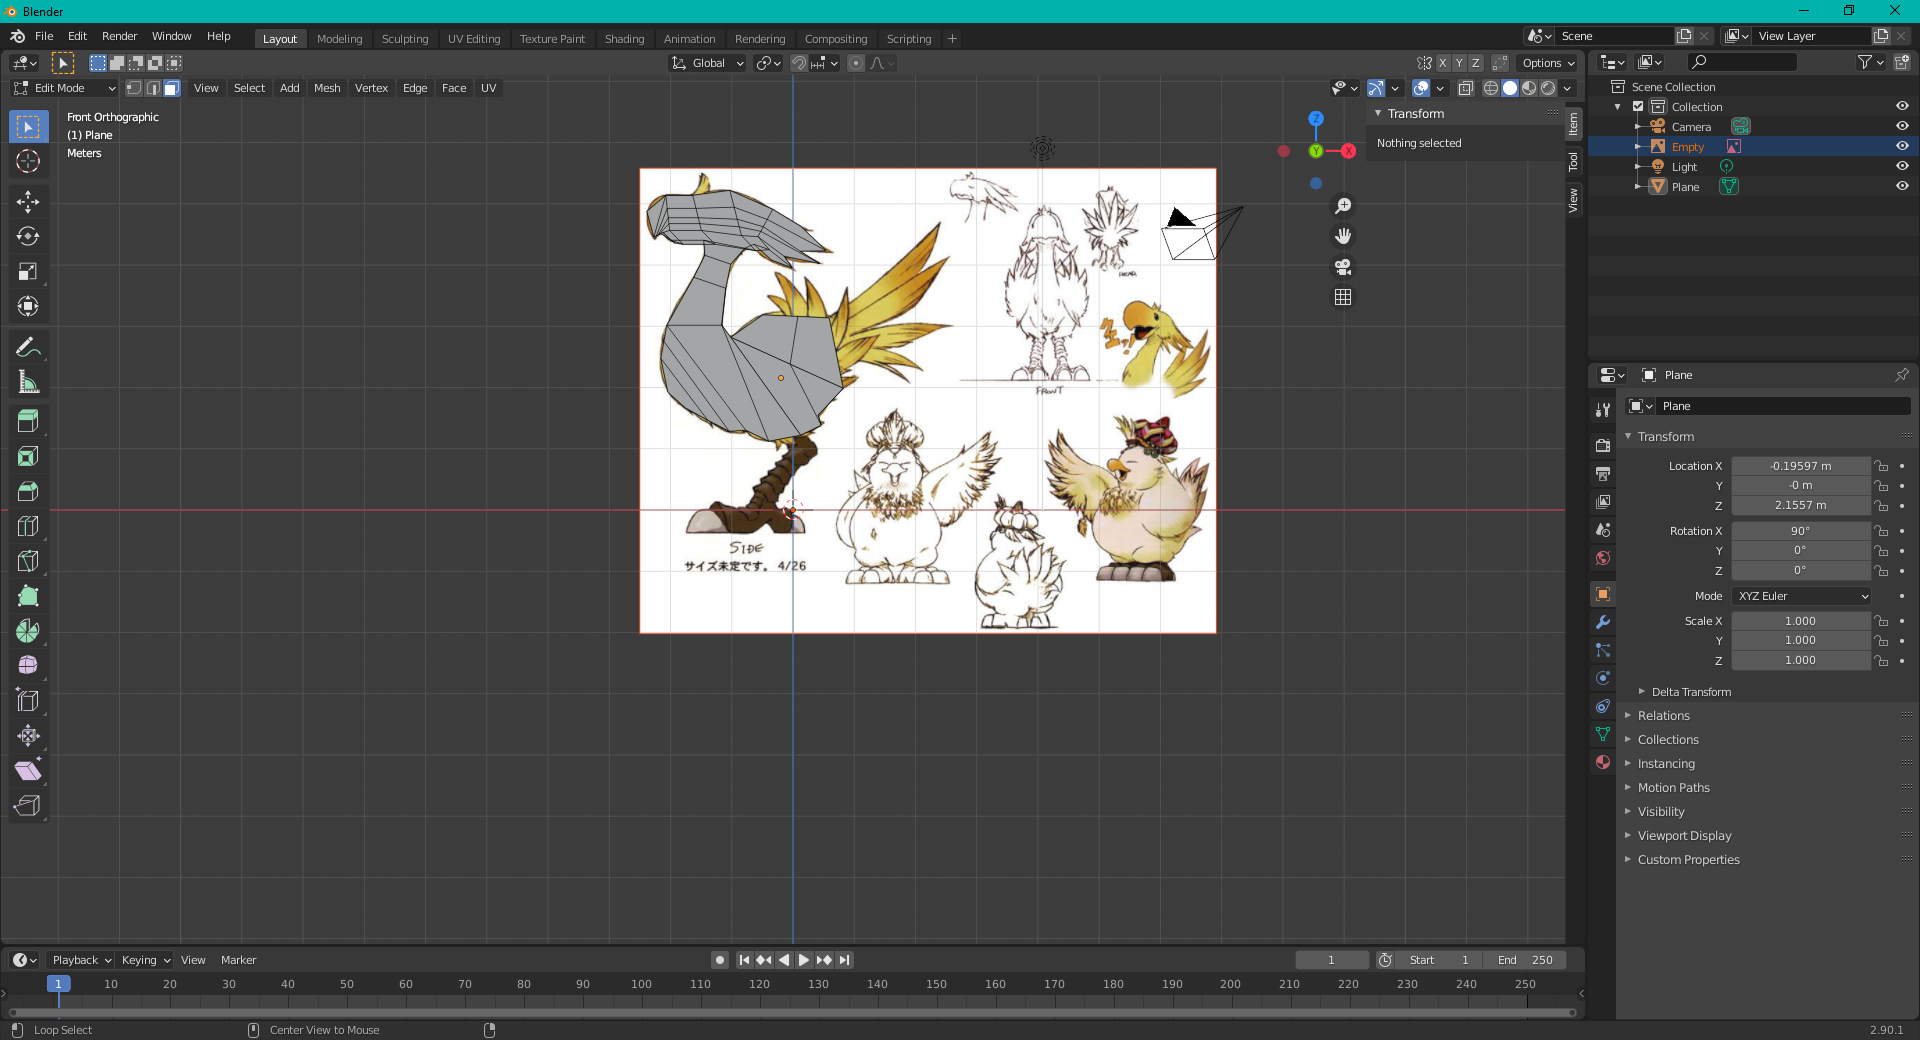 Blender
File Edit Render Window Help
Layout Modeling Sculpting UV Editing Texture Paint Shading Animation Rendering Compositing Scripting +
Scene View Layer
Global X Y Z Options
Edit Mode View Select Add Mesh Vertex Edge Face UV
Front Orthographic
(1) Plane
Meters
Z
Y X
Transform
Nothing selected
Item
Tool
View
SIDE
サイズ未定です。 4/26
FRONT
REAR
Scene Collection
Collection
Camera
Empty
Light
Plane
Plane
Plane
Transform
Location X -0.19597 m
Y -0 m
Z 2.1557 m
Rotation X 90°
Y 0°
Z 0°
Mode XYZ Euler
Scale X 1.000
Y 1.000
Z 1.000
Delta Transform
Relations
Collections
Instancing
Motion Paths
Visibility
Viewport Display
Custom Properties
Playback Keying View Marker
1 Start 1 End 250
1 10 20 30 40 50 60 70 80 90 100 110 120 130 140 150 160 170 180 190 200 210 220 230 240 250
Loop Select Center View to Mouse
2.90.1